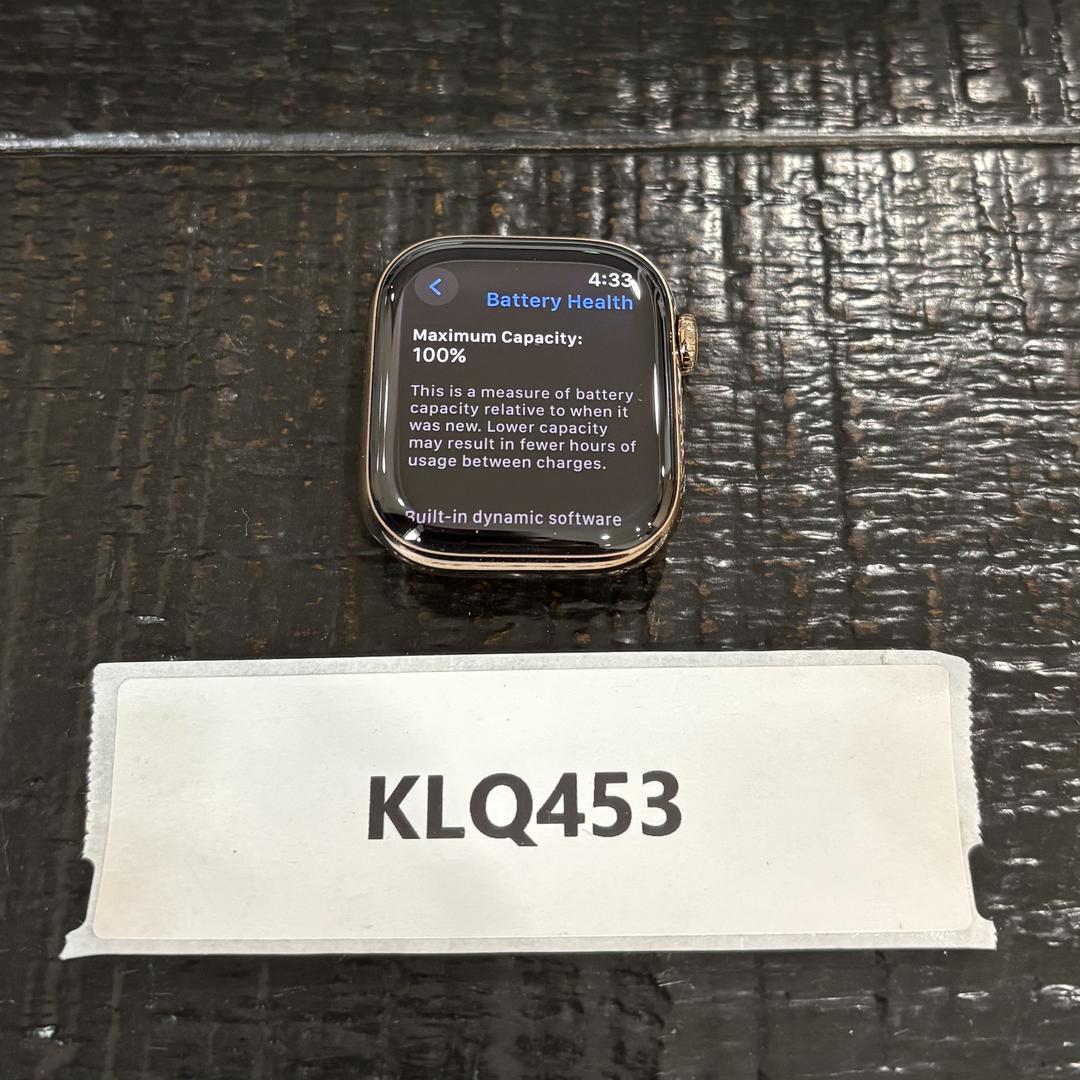 4:33
Battery Health
Maximum Capacity:
100%
This is a measure of battery
capacity relative to when it
was new. Lower capacity
may result in fewer hours of
usage between charges.
Built-in dynamic software
KLQ453